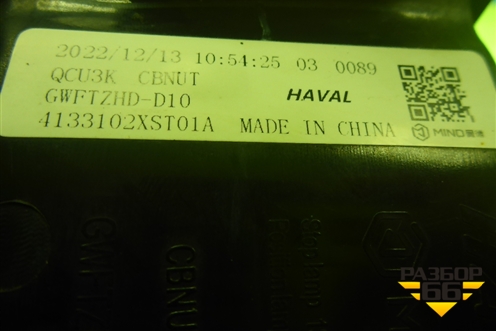 2022/12/13 10:54:25 03 0089
QCU3K CBNUT
GWFTZHD-D10 HAVAL
4133102XST01A MADE IN CHINA
MIND
CBNU
РАЗБОР
66